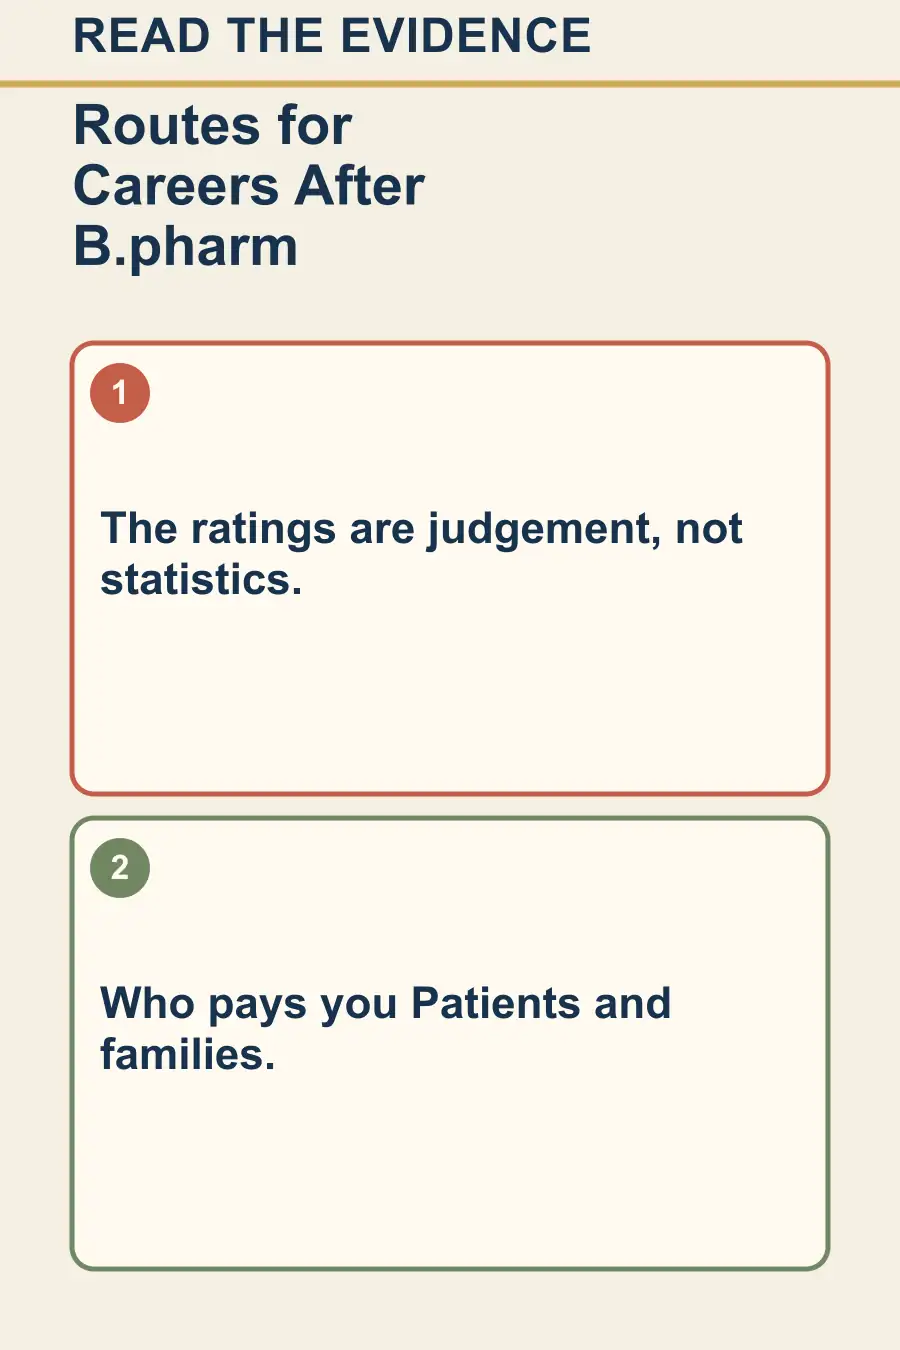 READ THE EVIDENCE
Routes for
Careers After
B.pharm
1
The ratings are judgement, not
statistics.
2
Who pays you Patients and
families.